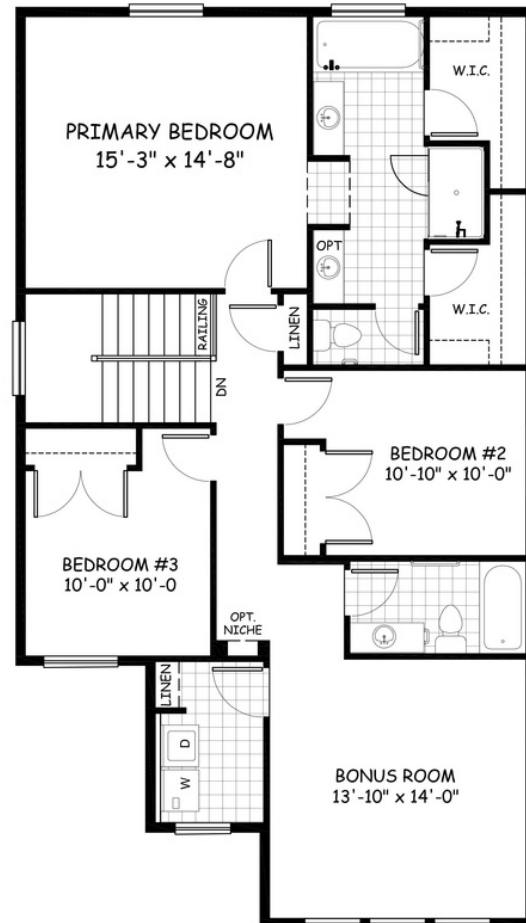 PRIMARY BEDROOM
15'-3" x 14'-8"
W.I.C.
OPT
W.I.C.
RAILING
LINEN
DN
BEDROOM #2
10'-10" x 10'-0"
BEDROOM #3
10'-0" x 10'-0
OPT.
NICHE
LINEN
D
W
BONUS ROOM
13'-10" x 14'-0"